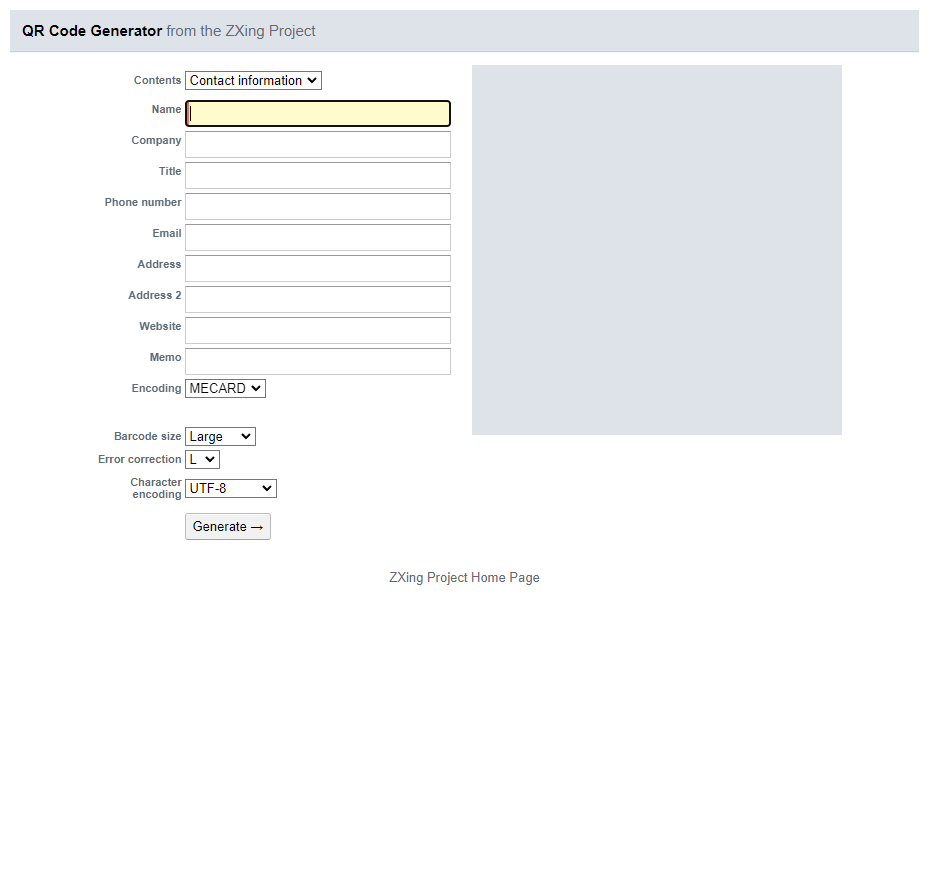 QR Code Generator from the ZXing Project
Contents Contact information
Name
Company
Title
Phone number
Email
Address
Address 2
Website
Memo
Encoding MECARD
Barcode size Large
Error correction L
Character
encoding UTF-8
Generate →
ZXing Project Home Page